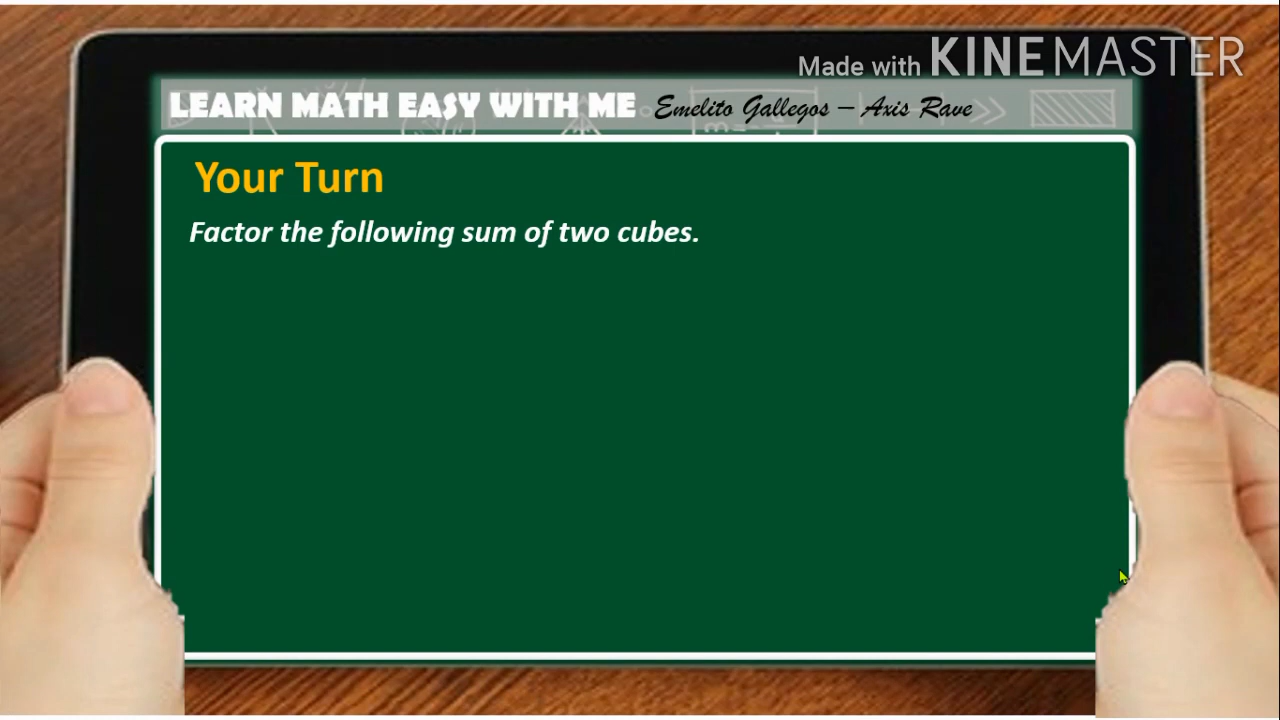 Made with KINEMASTER
LEARN MATH EASY WITH ME Emelito Gallegos – Axis Rave
Your Turn
Factor the following sum of two cubes.